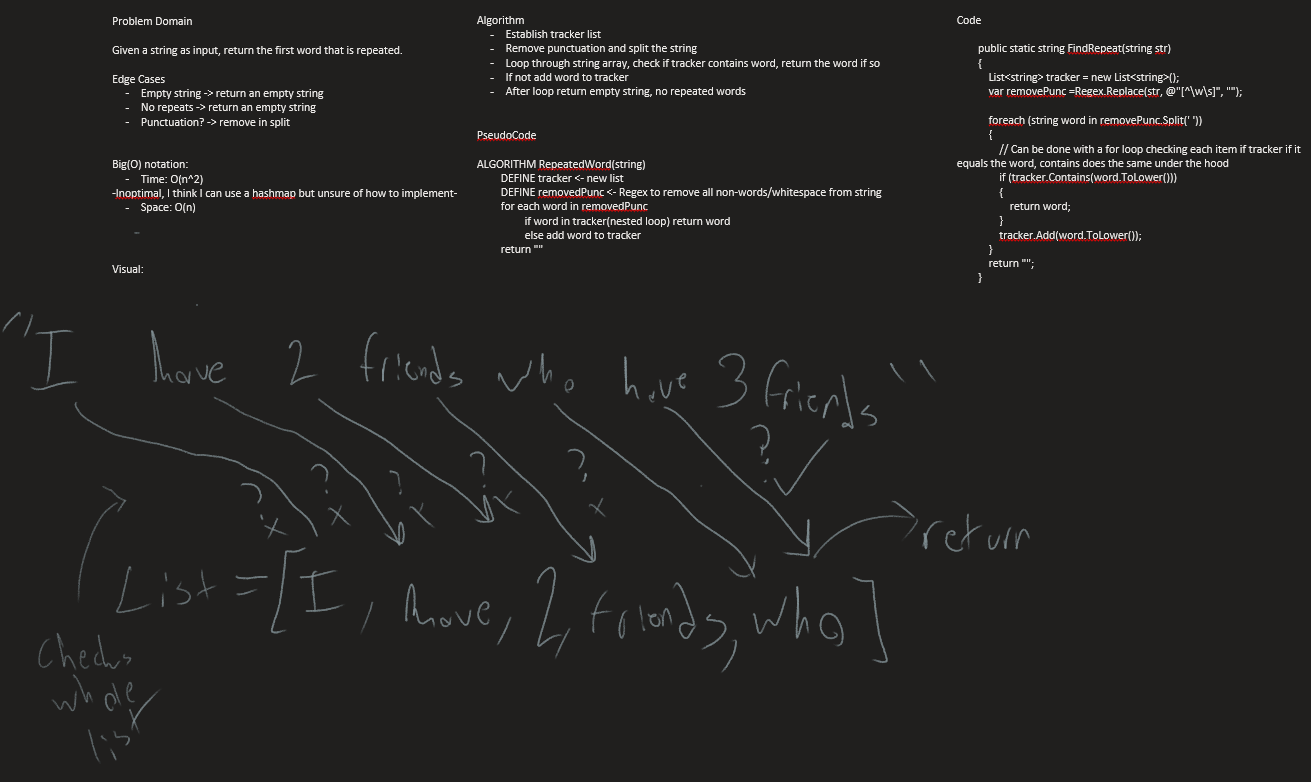 Problem Domain
Given a string as input, return the first word that is repeated.
Edge Cases
- Empty string -> return an empty string
- No repeats -> return an empty string
- Punctuation? -> remove in split
Big(O) notation:
- Time: O(n^2)
-Inoptimal, I think I can use a hashmap but unsure of how to implement-
- Space: O(n)
-
Visual:
Algorithm
- Establish tracker list
- Remove punctuation and split the string
- Loop through string array, check if tracker contains word, return the word if so
- If not add word to tracker
- After loop return empty string, no repeated words
PseudoCode
ALGORITHM RepeatedWord(string)
DEFINE tracker <- new list
DEFINE removedPunc <- Regex to remove all non-words/whitespace from string
for each word in removedPunc
if word in tracker(nested loop) return word
else add word to tracker
return ""
Code
public static string FindRepeat(string str)
{
List<string> tracker = new List<string>();
var removePunc =Regex.Replace(str, @"[^\w\s]", "");
foreach (string word in removePunc.Split(' '))
{
// Can be done with a for loop checking each item if tracker if it
equals the word, contains does the same under the hood
if (tracker.Contains(word.ToLower()))
{
return word;
}
tracker.Add(word.ToLower());
}
return "";
}
"I have 2 friends who have 3 friends"
? ? ? ? ? ?
x x x x x
return
List = [I, have, 2, friends, who]
Checks
whole
list